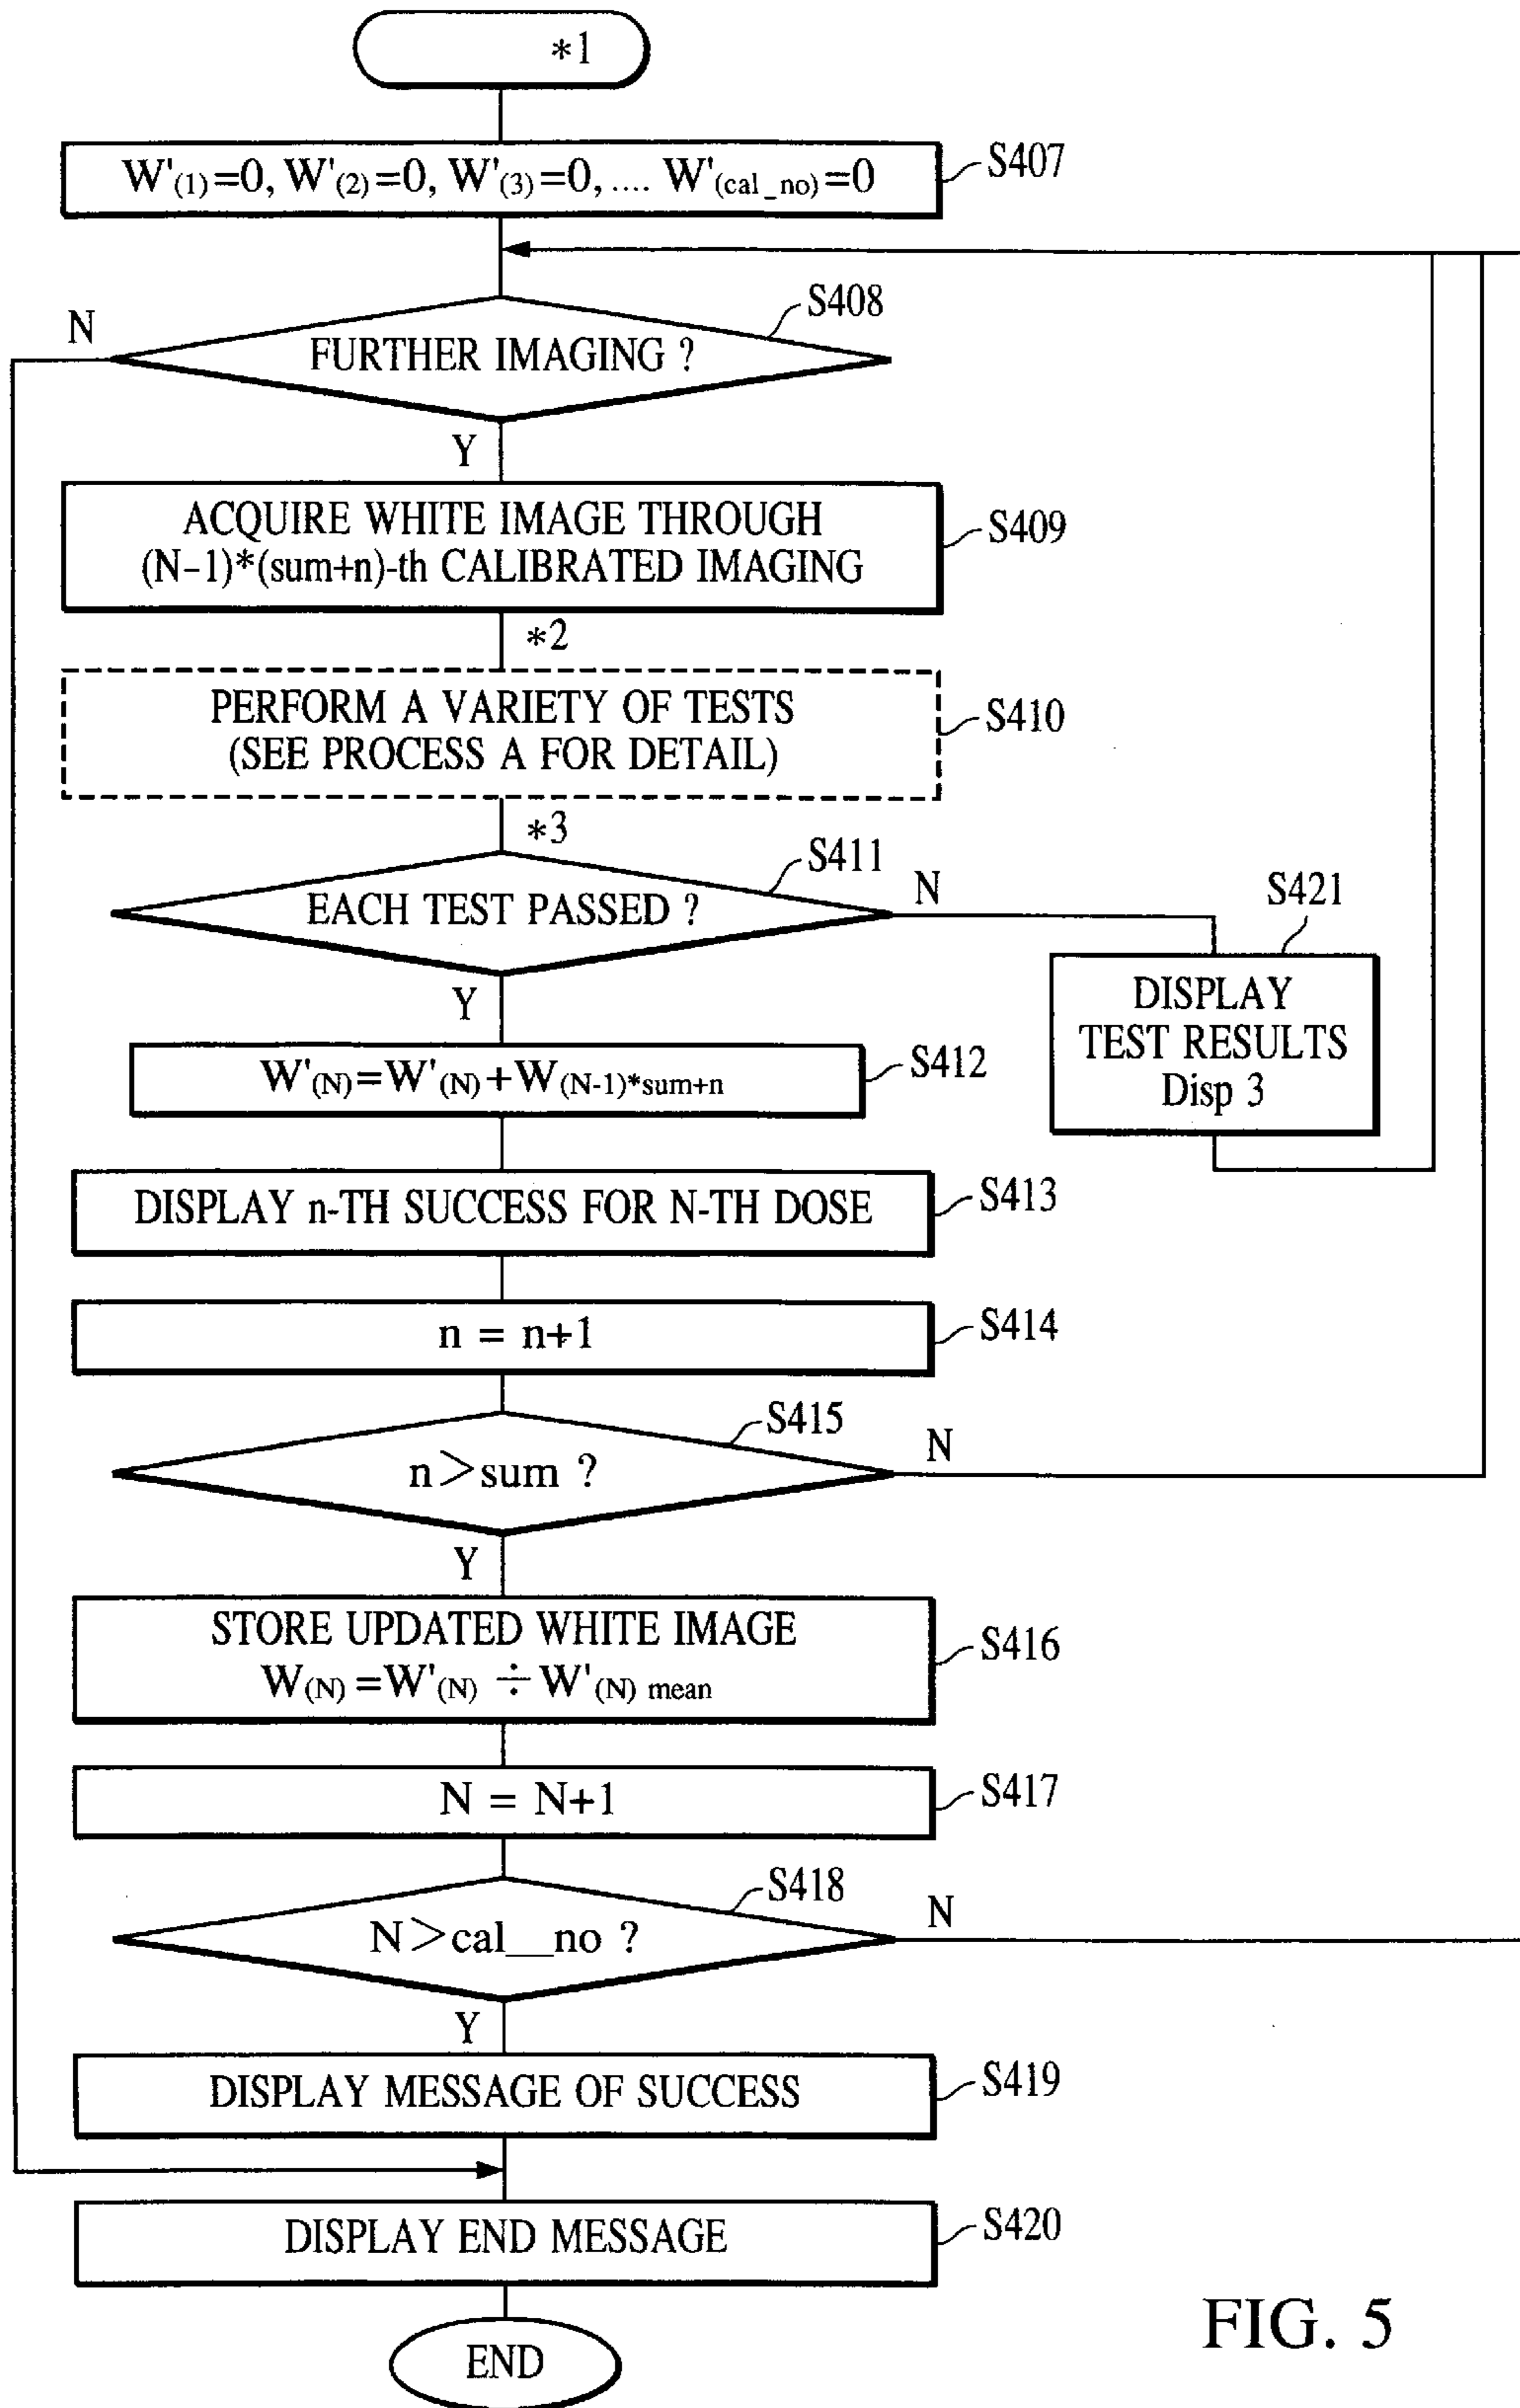 *1
W'(1)=0, W'(2)=0, W'(3)=0, .... W'(cal_no)=0
S407
S408
N
FURTHER IMAGING ?
Y
ACQUIRE WHITE IMAGE THROUGH
(N-1)*(sum+n)-th CALIBRATED IMAGING
S409
*2
PERFORM A VARIETY OF TESTS
(SEE PROCESS A FOR DETAIL)
S410
*3
S411
EACH TEST PASSED ?
N
S421
Y
DISPLAY
TEST RESULTS
Disp 3
W'(N)=W'(N)+W(N-1)*sum+n
S412
DISPLAY n-TH SUCCESS FOR N-TH DOSE
S413
n = n+1
S414
S415
n>sum ?
N
Y
STORE UPDATED WHITE IMAGE
W(N)=W'(N) ÷ W'(N) mean
S416
N = N+1
S417
S418
N>cal__no ?
N
Y
DISPLAY MESSAGE OF SUCCESS
S419
DISPLAY END MESSAGE
S420
END
FIG. 5